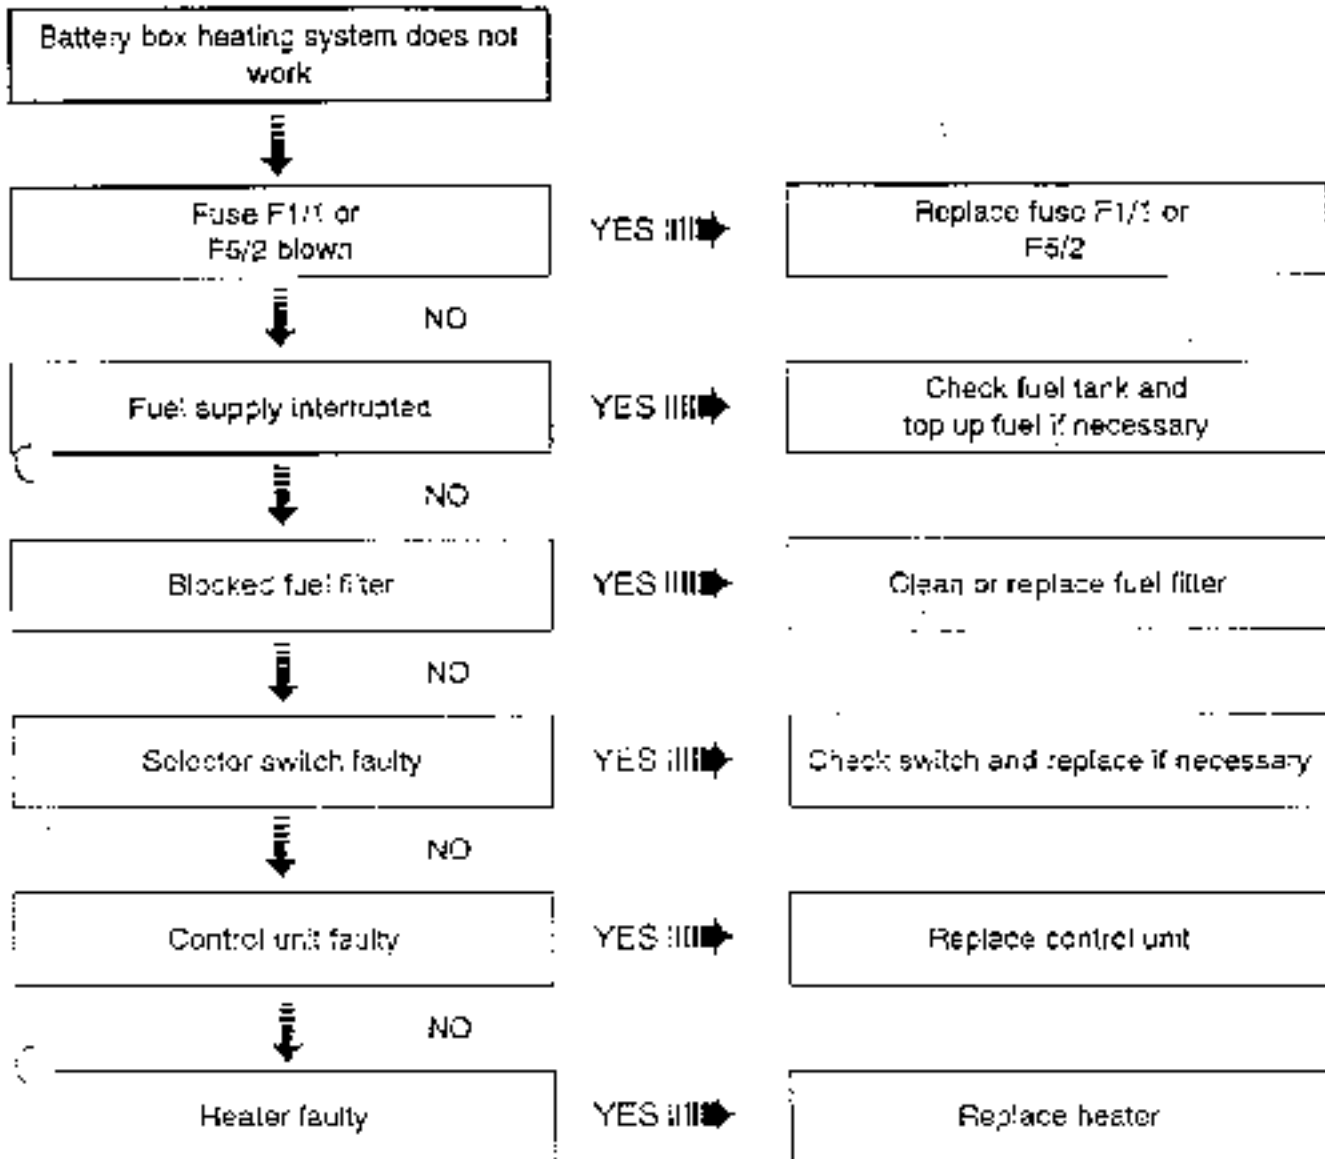 Battery box heating system does not
work
Fuse F1/1 or
F5/2 blown
YES
Replace fuse F1/1 or
F5/2
NO
Fuel supply interrupted
YES
Check fuel tank and
top up fuel if necessary
NO
Blocked fuel filter
YES
Clean or replace fuel filter
NO
Selector switch faulty
YES
Check switch and replace if necessary
NO
Control unit faulty
YES
Replace control unit
NO
Heater faulty
YES
Replace heater